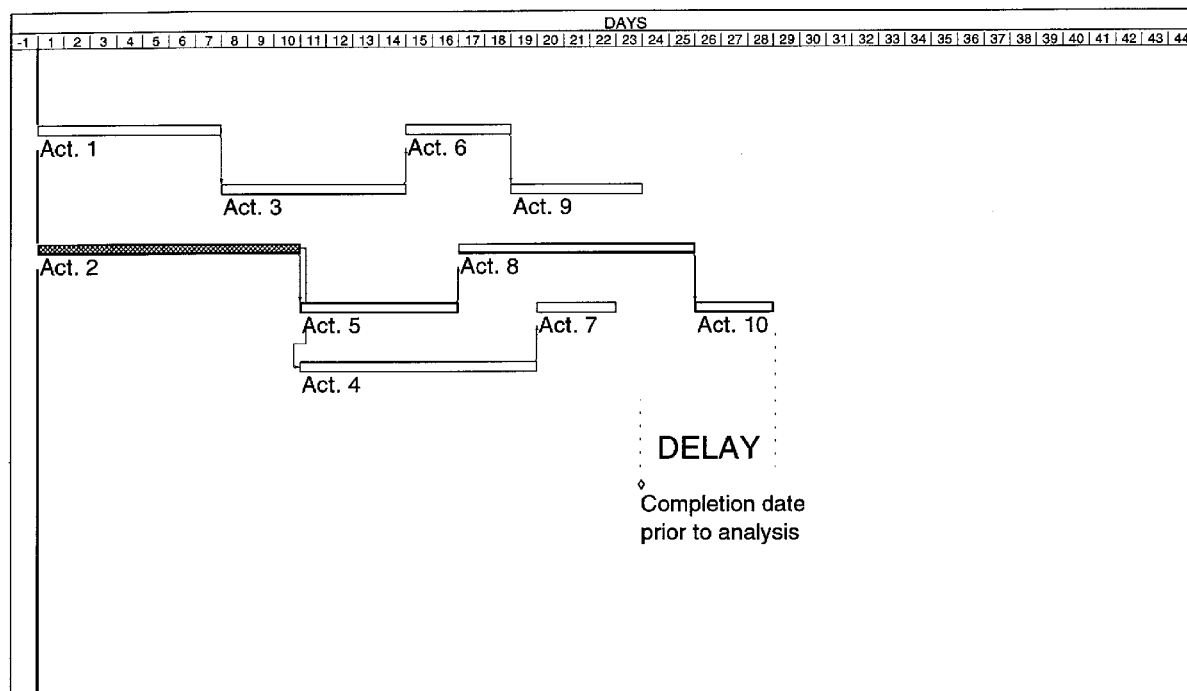 DAYS
-1 1 2 3 4 5 6 7 8 9 10 11 12 13 14 15 16 17 18 19 20 21 22 23 24 25 26 27 28 29 30 31 32 33 34 35 36 37 38 39 40 41 42 43 44
Act. 1
Act. 6
Act. 3
Act. 9
Act. 2
Act. 8
Act. 5
Act. 7
Act. 10
Act. 4
DELAY
Completion date
prior to analysis